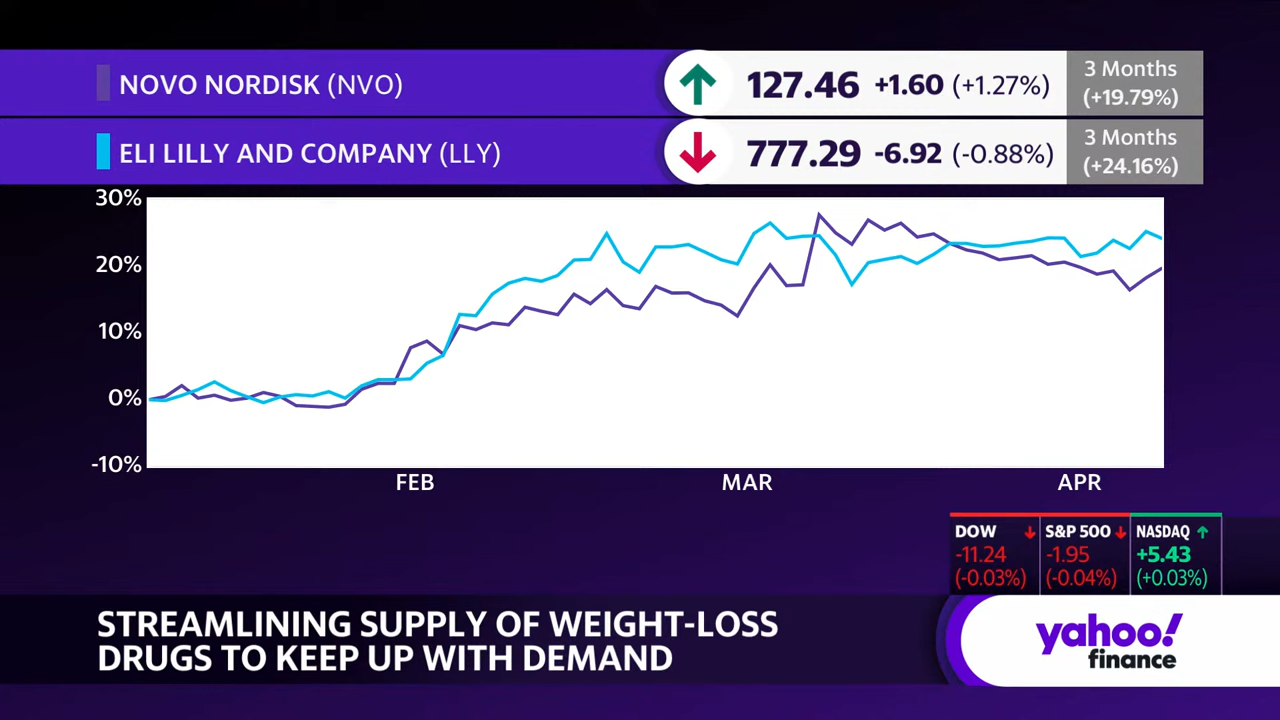 NOVO NORDISK (NVO)
127.46 +1.60 (+1.27%)
3 Months
(+19.79%)
ELI LILLY AND COMPANY (LLY)
777.29 -6.92 (-0.88%)
3 Months
(+24.16%)
30%
20%
10%
0%
-10%
FEB MAR APR
DOW
-11.24
(-0.03%)
S&P 500
-1.95
(-0.04%)
NASDAQ
+5.43
(+0.03%)
STREAMLINING SUPPLY OF WEIGHT-LOSS
DRUGS TO KEEP UP WITH DEMAND
yahoo!
finance